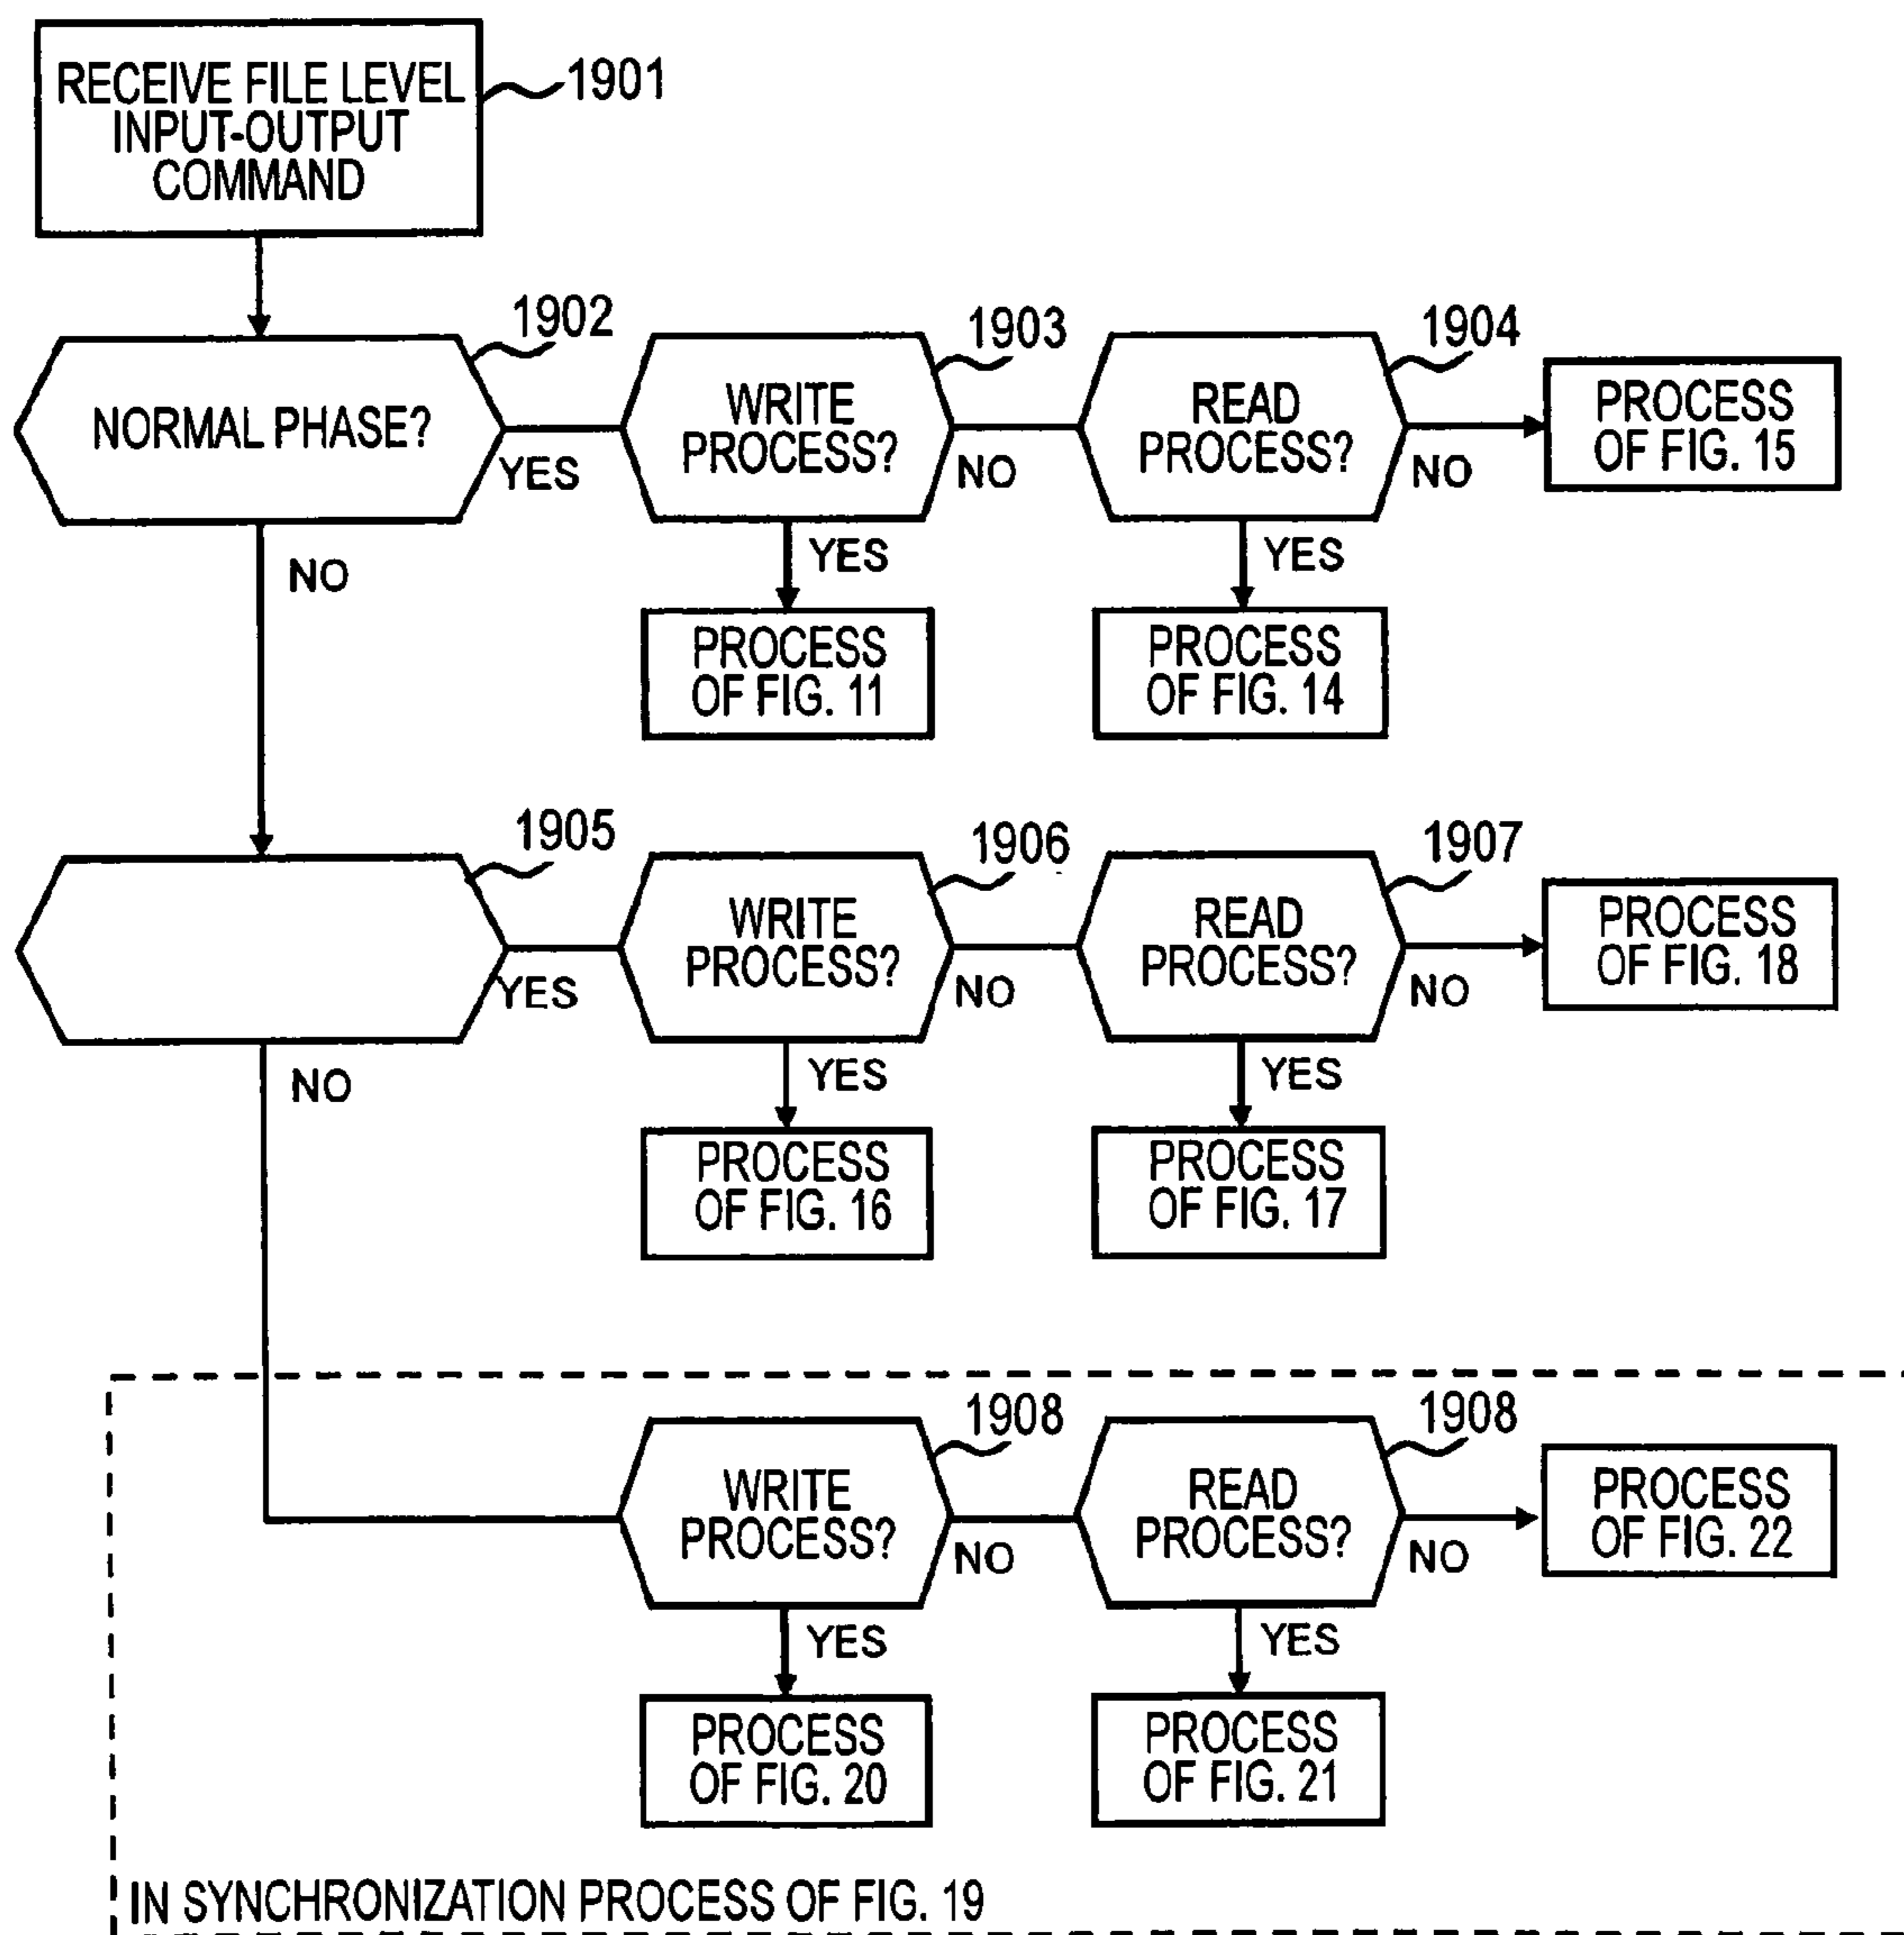 RECEIVE FILE LEVEL
INPUT-OUTPUT
COMMAND
1901
NORMAL PHASE?
1902
YES
NO
WRITE
PROCESS?
1903
NO
YES
READ
PROCESS?
1904
NO
YES
PROCESS
OF FIG. 15
PROCESS
OF FIG. 11
PROCESS
OF FIG. 14
1905
YES
NO
WRITE
PROCESS?
1906
NO
YES
READ
PROCESS?
1907
NO
YES
PROCESS
OF FIG. 18
PROCESS
OF FIG. 16
PROCESS
OF FIG. 17
WRITE
PROCESS?
1908
NO
YES
READ
PROCESS?
1908
NO
YES
PROCESS
OF FIG. 22
PROCESS
OF FIG. 20
PROCESS
OF FIG. 21
IN SYNCHRONIZATION PROCESS OF FIG. 19